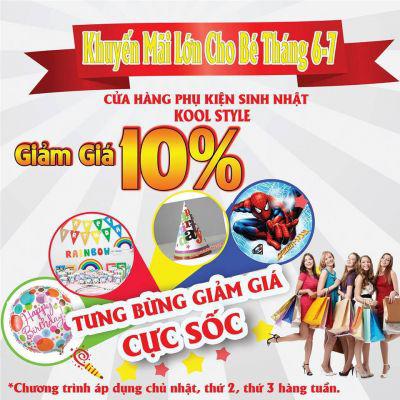 Khuyến Mãi Lớn Cho Bé Tháng 6-7
CỬA HÀNG PHỤ KIỆN SINH NHẬT
KOOL STYLE
Giảm Giá 10%
RAINBOW
Happy
Birthday
TƯNG BỪNG GIẢM GIÁ
CỰC SỐC
*Chương trình áp dụng chủ nhật, thứ 2, thứ 3 hàng tuần.